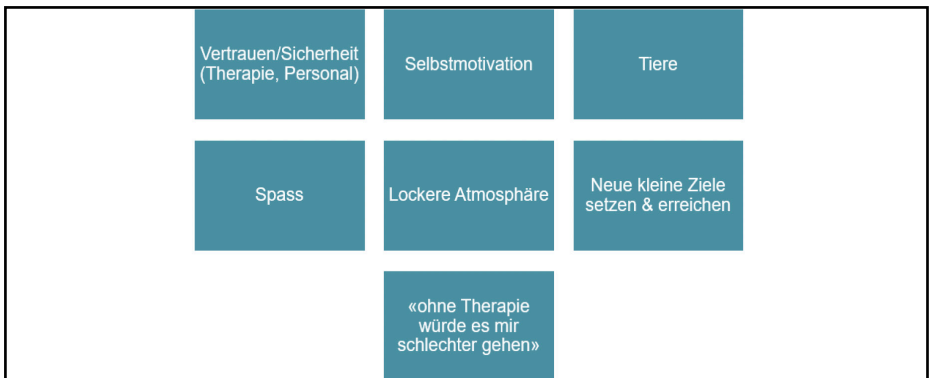 Vertrauen/Sicherheit
(Therapie, Personal)
Selbstmotivation
Tiere
Spass
Lockere Atmosphäre
Neue kleine Ziele
setzen & erreichen
«ohne Therapie
würde es mir
schlechter gehen»